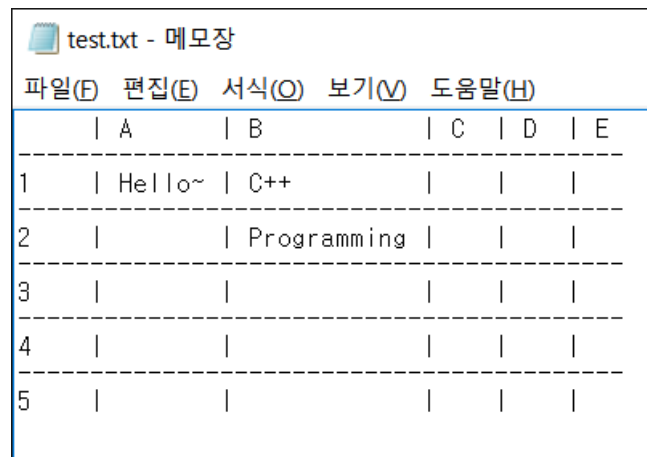 test.txt - 메모장
파일(F) 편집(E) 서식(O) 보기(V) 도움말(H)
    | A      | B           | C | D | E
------------------------------------------
1   | Hello~ | C++         |   |   |
------------------------------------------
2   |        | Programming |   |   |
------------------------------------------
3   |        |             |   |   |
------------------------------------------
4   |        |             |   |   |
------------------------------------------
5   |        |             |   |   |